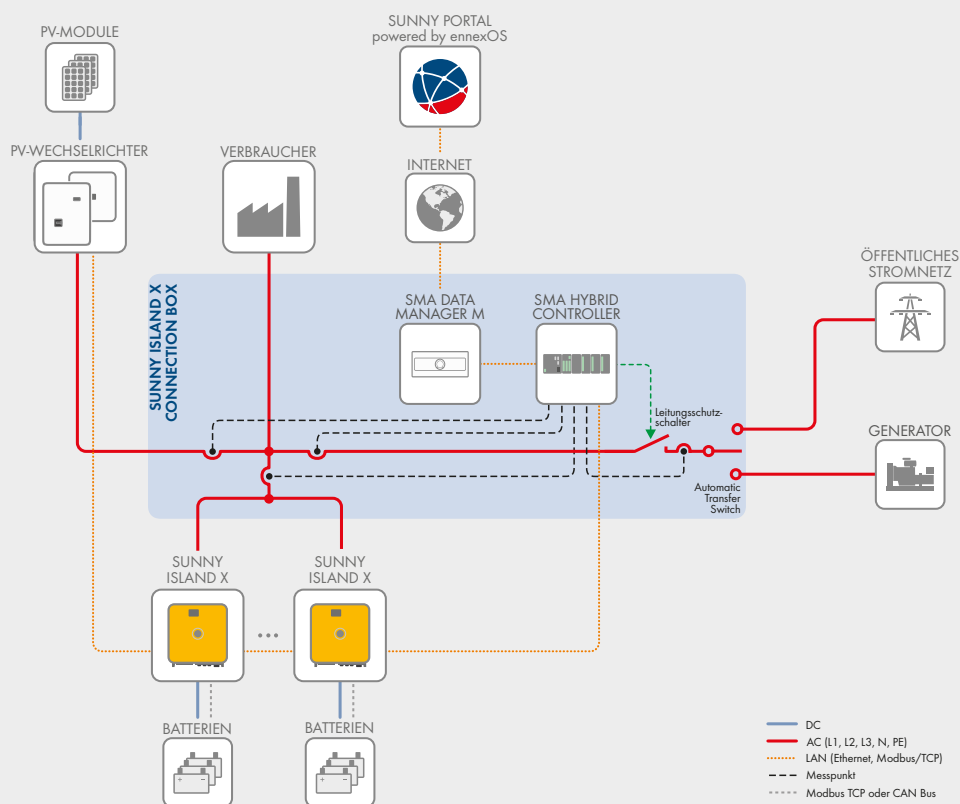 PV-MODULE
SUNNY PORTAL
powered by ennexOS
PV-WECHSELRICHTER
VERBRAUCHER
INTERNET
ÖFFENTLICHES
STROMNETZ
SUNNY ISLAND X
CONNECTION BOX
SMA DATA
MANAGER M
SMA HYBRID
CONTROLLER
Leitungsschutz-
schalter
GENERATOR
Automatic
Transfer
Switch
SUNNY
ISLAND X
SUNNY
ISLAND X
BATTERIEN
BATTERIEN
DC
AC (L1, L2, L3, N, PE)
LAN (Ethernet, Modbus/TCP)
Messpunkt
Modbus TCP oder CAN Bus